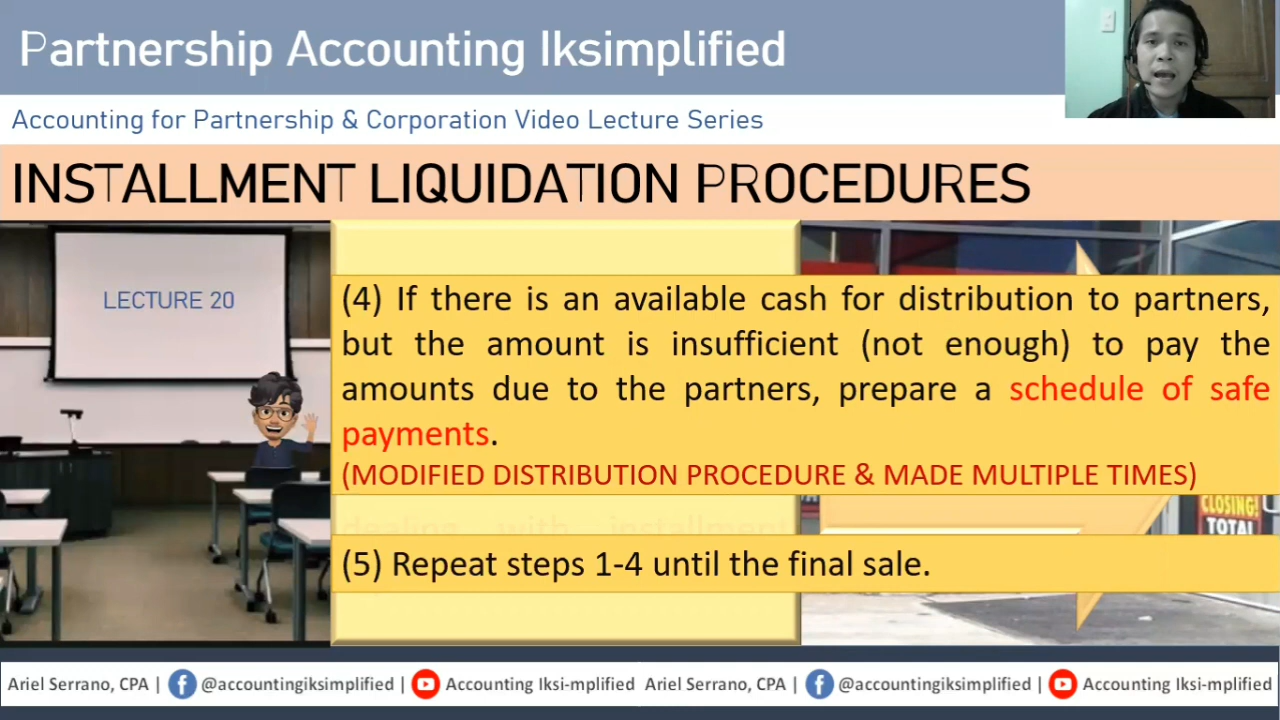 Partnership Accounting Iksimplified
Accounting for Partnership & Corporation Video Lecture Series
INSTALLMENT LIQUIDATION PROCEDURES
LECTURE 20
(4) If there is an available cash for distribution to partners,
but the amount is insufficient (not enough) to pay the
amounts due to the partners, prepare a schedule of safe
payments.
(MODIFIED DISTRIBUTION PROCEDURE & MADE MULTIPLE TIMES)
dealing with installment
CLOSING!
TOTAL
(5) Repeat steps 1-4 until the final sale.
Ariel Serrano, CPA | @accountingiksimplified | Accounting Iksi-mplified Ariel Serrano, CPA | @accountingiksimplified | Accounting Iksi-mplified